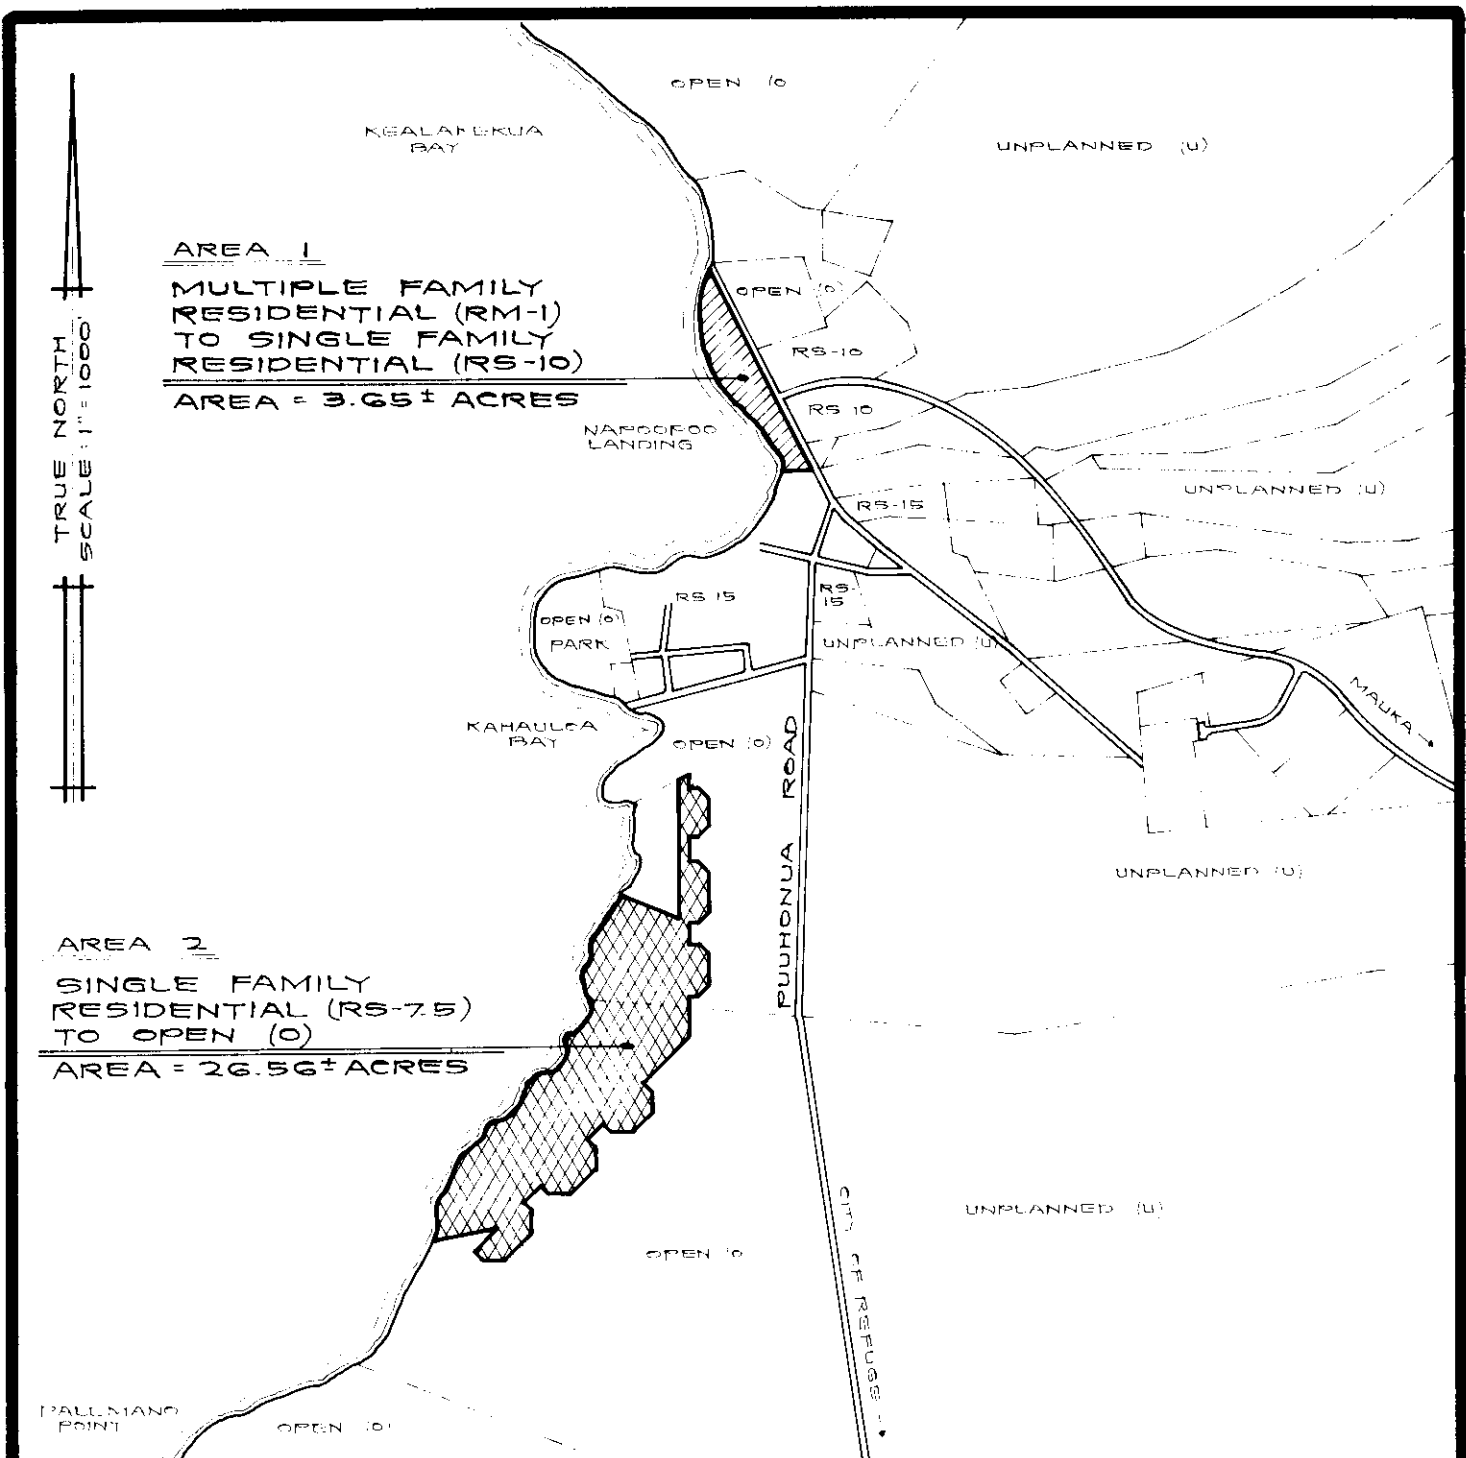 OPEN (O
KEALAKEKUA
BAY
UNPLANNED (U)
AREA 1
MULTIPLE FAMILY
RESIDENTIAL (RM-1)
TO SINGLE FAMILY
RESIDENTIAL (RS-10)
AREA = 3.65± ACRES
OPEN (O)
RS-10
RS 10
NAPOOPOO
LANDING
TRUE NORTH
SCALE: 1" = 1000'
UNPLANNED (U)
RS-15
OPEN (O)
PARK
RS 15
RS-
15
UNPLANNED (U)
MAUKA
KAHAULOA
BAY
OPEN (O)
PUUHONUA ROAD
UNPLANNED (U)
AREA 2
SINGLE FAMILY
RESIDENTIAL (RS-7.5)
TO OPEN (O)
AREA = 26.56± ACRES
UNPLANNED (U)
OPEN (O
CITY OF REFUGE
POINT
OPEN (O)